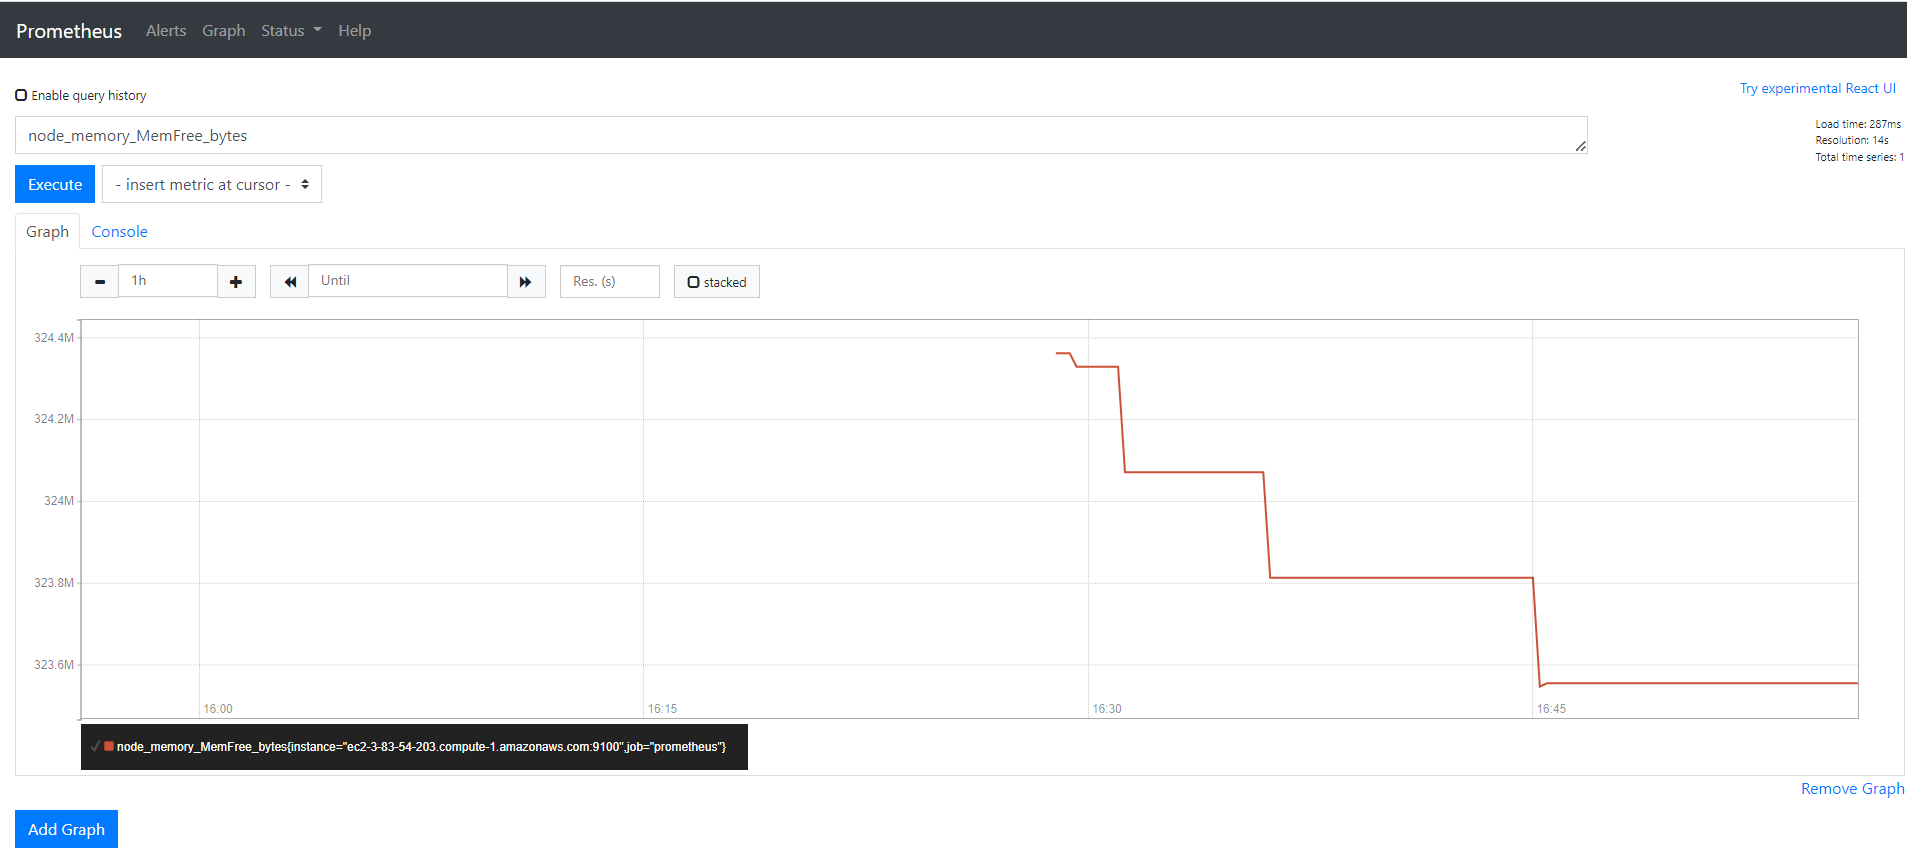 Prometheus Alerts Graph Status Help
Enable query history
Try experimental React UI
node_memory_MemFree_bytes
Load time: 287ms
Resolution: 14s
Total time series: 1
Execute - insert metric at cursor -
Graph Console
1h Until Res. (s) stacked
324.4M
324.2M
324M
323.8M
323.6M
16:00 16:15 16:30 16:45
node_memory_MemFree_bytes{instance="ec2-3-83-54-203.compute-1.amazonaws.com:9100",job="prometheus"}
Remove Graph
Add Graph